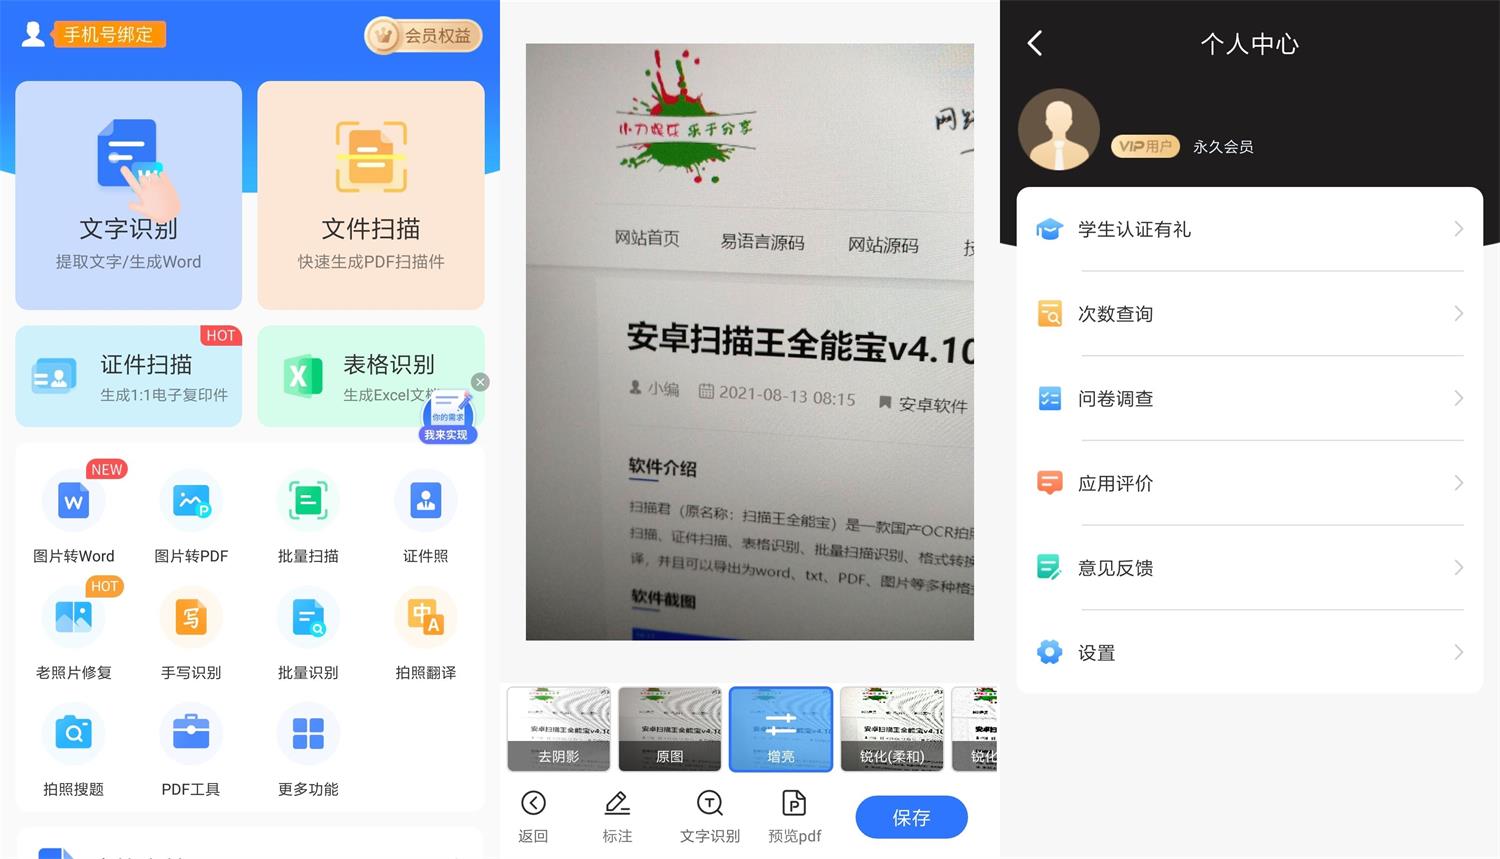 手机号绑定
会员权益
文字识别
提取文字/生成Word
文件扫描
快速生成PDF扫描件
HOT
证件扫描
生成1:1电子复印件
表格识别
生成Excel文档
你的需求
我来实现
NEW
图片转Word
图片转PDF
批量扫描
证件照
HOT
老照片修复
手写识别
批量识别
拍照翻译
拍照搜题
PDF工具
更多功能
小刀娱乐 乐于分享
网站首页
易语言源码
网站源码
安卓扫描王全能宝v4.10
小编
2021-08-13 08:15
安卓软件
软件介绍
扫描君（原名称：扫描王全能宝）是一款国产OCR拍照
扫描、证件扫描、表格识别、批量扫描识别、格式转换
译，并且可以导出为word、txt、PDF、图片等多种格式
软件截图
去阴影
原图
增亮
锐化(柔和)
锐化
返回
标注
文字识别
预览pdf
保存
个人中心
VIP用户
永久会员
学生认证有礼
次数查询
问卷调查
应用评价
意见反馈
设置